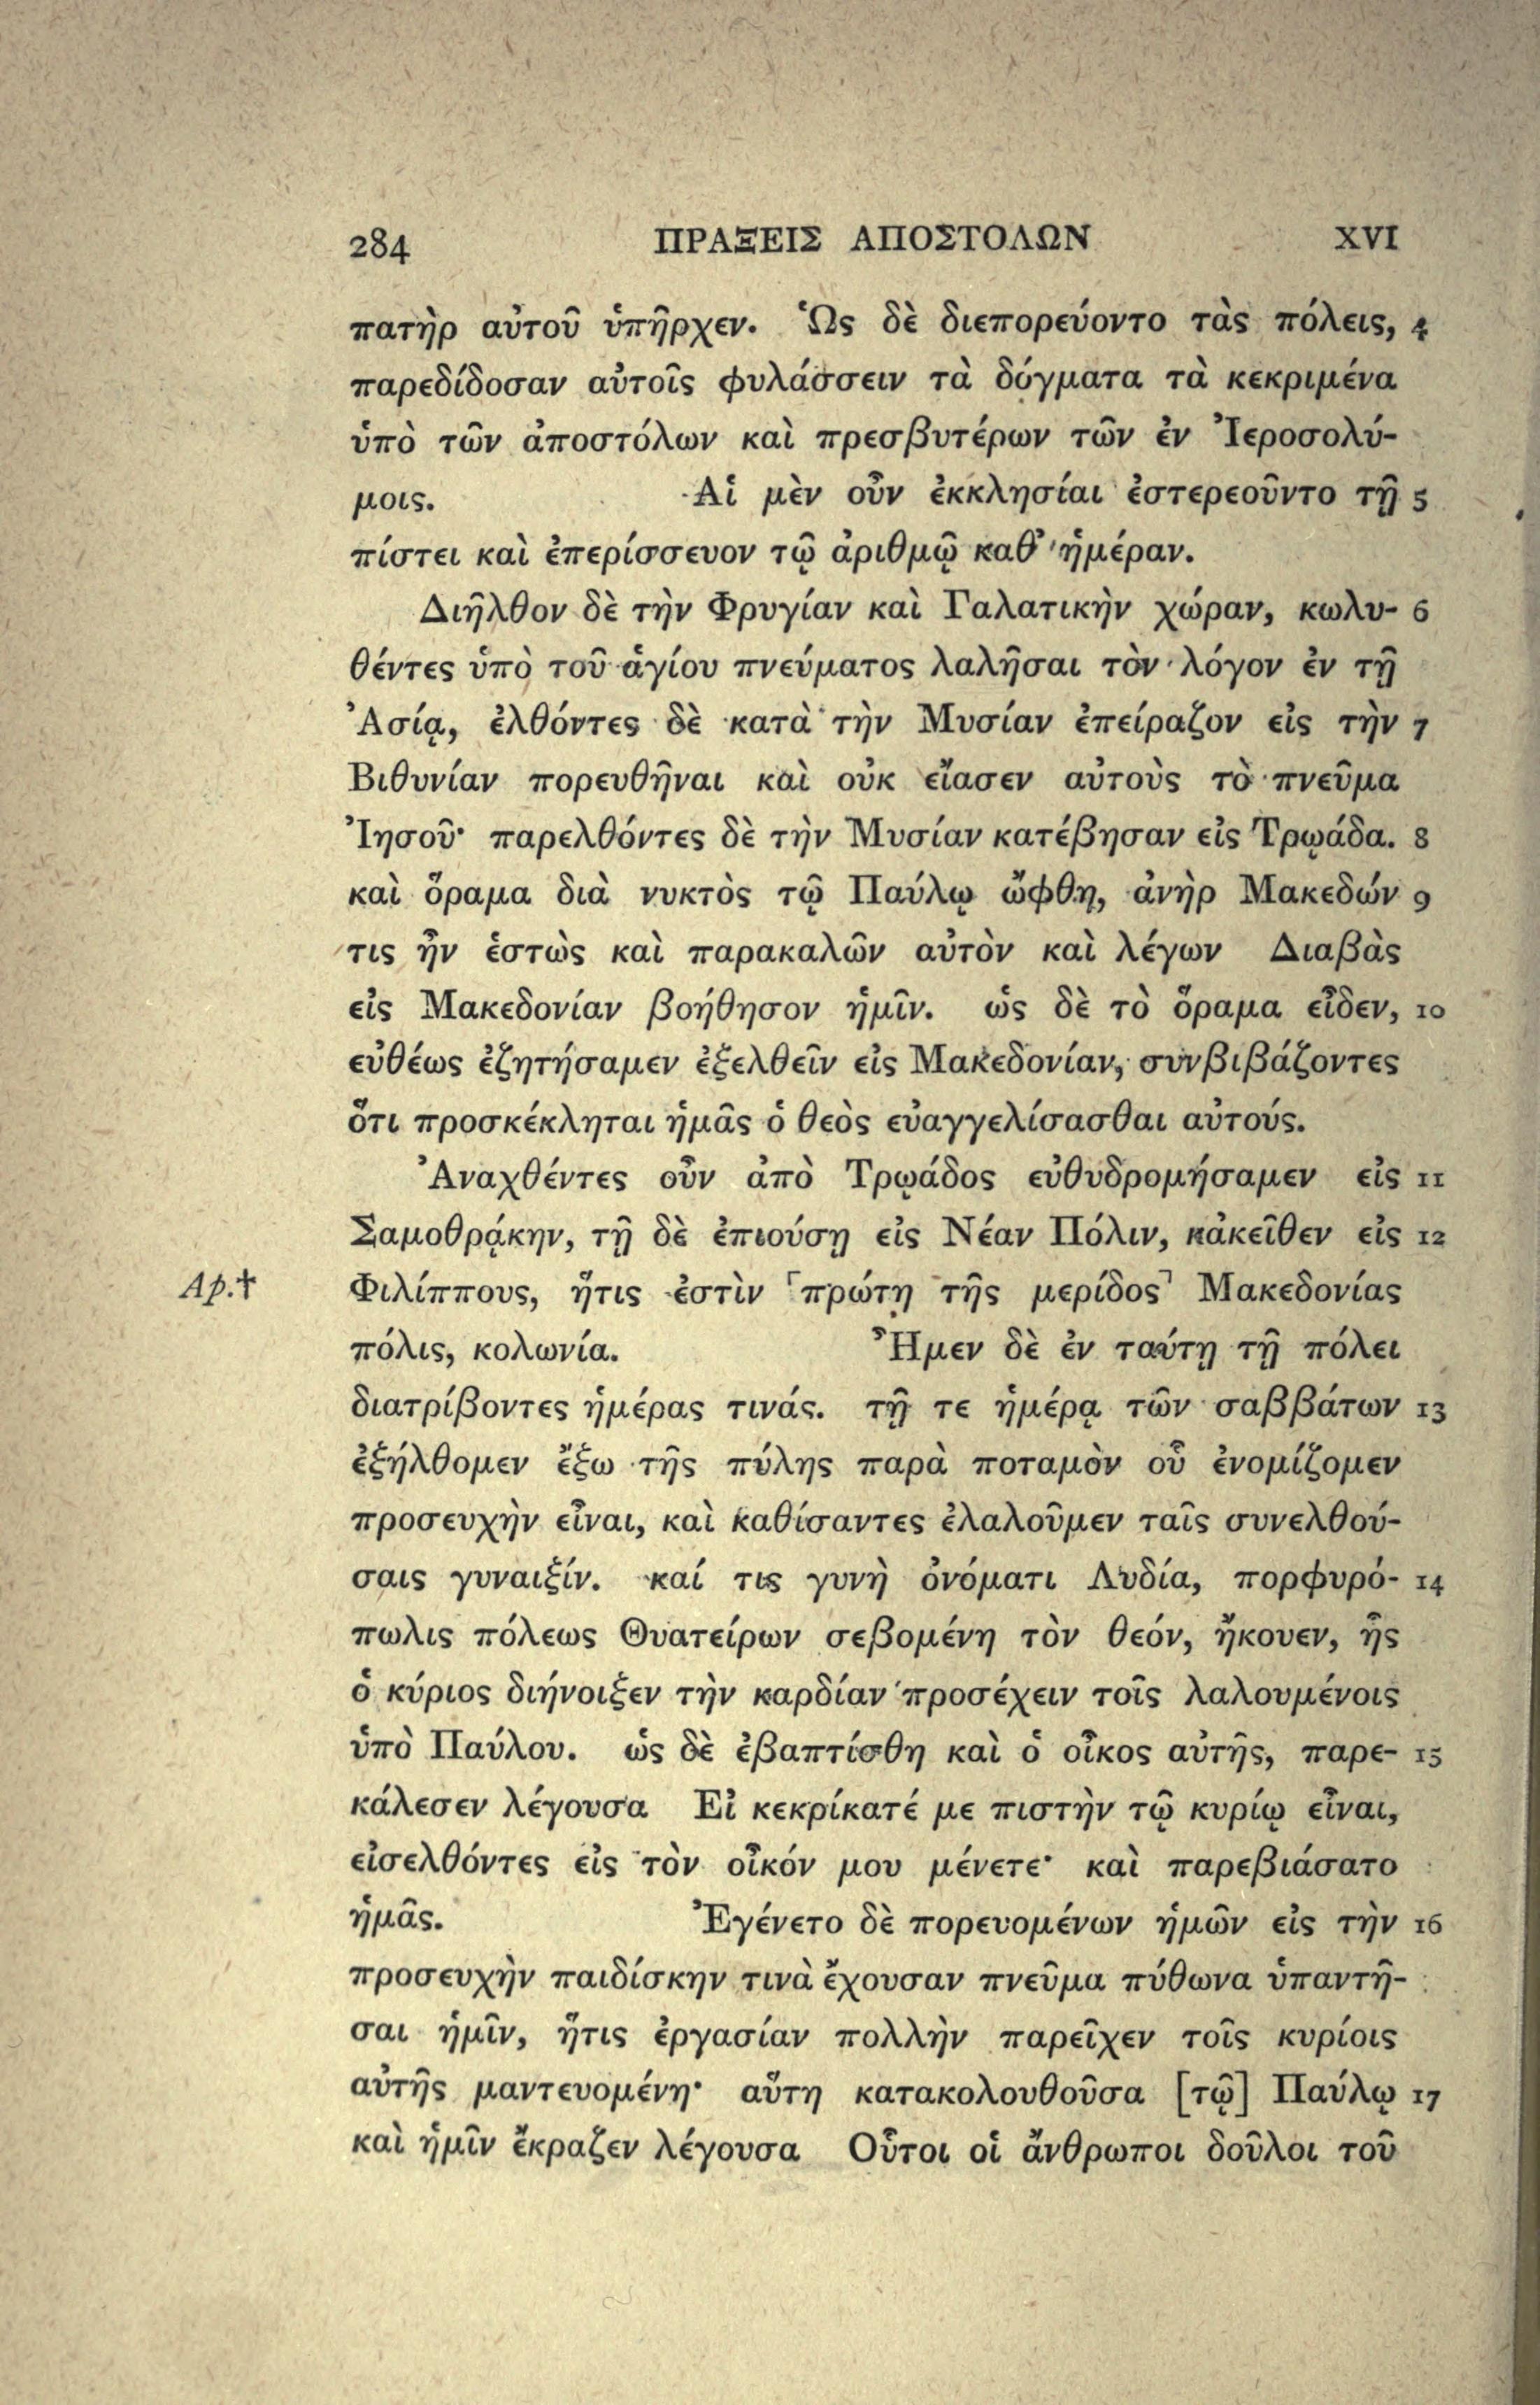 284 ΠΡΑΞΕΙΣ ΑΠΟΣΤΟΛΩΝ XVI
πατὴρ αὐτοῦ ὑπῆρχεν. Ὡς δὲ διεπορεύοντο τὰς πόλεις, 4
παρεδίδοσαν αὐτοῖς φυλάσσειν τὰ δόγματα τὰ κεκριμένα
ὑπὸ τῶν ἀποστόλων καὶ πρεσβυτέρων τῶν ἐν Ἰεροσολύ-
μοις. Αἱ μὲν οὖν ἐκκλησίαι ἐστερεοῦντο τῇ 5
πίστει καὶ ἐπερίσσευον τῷ ἀριθμῷ καθ' ἡμέραν.
Διῆλθον δὲ τὴν Φρυγίαν καὶ Γαλατικὴν χώραν, κωλυ- 6
θέντες ὑπὸ τοῦ ἁγίου πνεύματος λαλῆσαι τὸν λόγον ἐν τῇ
Ἀσίᾳ, ἐλθόντες δὲ κατὰ τὴν Μυσίαν ἐπείραζον εἰς τὴν 7
Βιθυνίαν πορευθῆναι καὶ οὐκ εἴασεν αὐτοὺς τὸ πνεῦμα
Ἰησοῦ· παρελθόντες δὲ τὴν Μυσίαν κατέβησαν εἰς Τρῳάδα. 8
καὶ ὅραμα διὰ νυκτὸς τῷ Παύλῳ ὤφθη, ἀνὴρ Μακεδών 9
τις ἦν ἑστὼς καὶ παρακαλῶν αὐτὸν καὶ λέγων Διαβὰς
εἰς Μακεδονίαν βοήθησον ἡμῖν. ὡς δὲ τὸ ὅραμα εἶδεν, 10
εὐθέως ἐζητήσαμεν ἐξελθεῖν εἰς Μακεδονίαν, συνβιβάζοντες
ὅτι προσκέκληται ἡμᾶς ὁ θεὸς εὐαγγελίσασθαι αὐτούς.
Ἀναχθέντες οὖν ἀπὸ Τρῳάδος εὐθυδρομήσαμεν εἰς 11
Σαμοθρᾴκην, τῇ δὲ ἐπιούσῃ εἰς Νέαν Πόλιν, κἀκεῖθεν εἰς 12
Ap.† Φιλίππους, ἥτις ἐστὶν ⌜πρώτη τῆς μερίδος⌝ Μακεδονίας
πόλις, κολωνία. Ἦμεν δὲ ἐν ταύτῃ τῇ πόλει
διατρίβοντες ἡμέρας τινάς. τῇ τε ἡμέρᾳ τῶν σαββάτων 13
ἐξήλθομεν ἔξω τῆς πύλης παρὰ ποταμὸν οὗ ἐνομίζομεν
προσευχὴν εἶναι, καὶ καθίσαντες ἐλαλοῦμεν ταῖς συνελθού-
σαις γυναιξίν. καί τις γυνὴ ὀνόματι Λυδία, πορφυρό- 14
πωλις πόλεως Θυατείρων σεβομένη τὸν θεόν, ἤκουεν, ἧς
ὁ κύριος διήνοιξεν τὴν καρδίαν προσέχειν τοῖς λαλουμένοις
ὑπὸ Παύλου. ὡς δὲ ἐβαπτίσθη καὶ ὁ οἶκος αὐτῆς, παρε- 15
κάλεσεν λέγουσα Εἰ κεκρίκατέ με πιστὴν τῷ κυρίῳ εἶναι,
εἰσελθόντες εἰς τὸν οἶκόν μου μένετε· καὶ παρεβιάσατο
ἡμᾶς. Ἐγένετο δὲ πορευομένων ἡμῶν εἰς τὴν 16
προσευχὴν παιδίσκην τινὰ ἔχουσαν πνεῦμα πύθωνα ὑπαντῆ-
σαι ἡμῖν, ἥτις ἐργασίαν πολλὴν παρεῖχεν τοῖς κυρίοις
αὐτῆς μαντευομένη· αὕτη κατακολουθοῦσα [τῷ] Παύλῳ 17
καὶ ἡμῖν ἔκραζεν λέγουσα Οὗτοι οἱ ἄνθρωποι δοῦλοι τοῦ